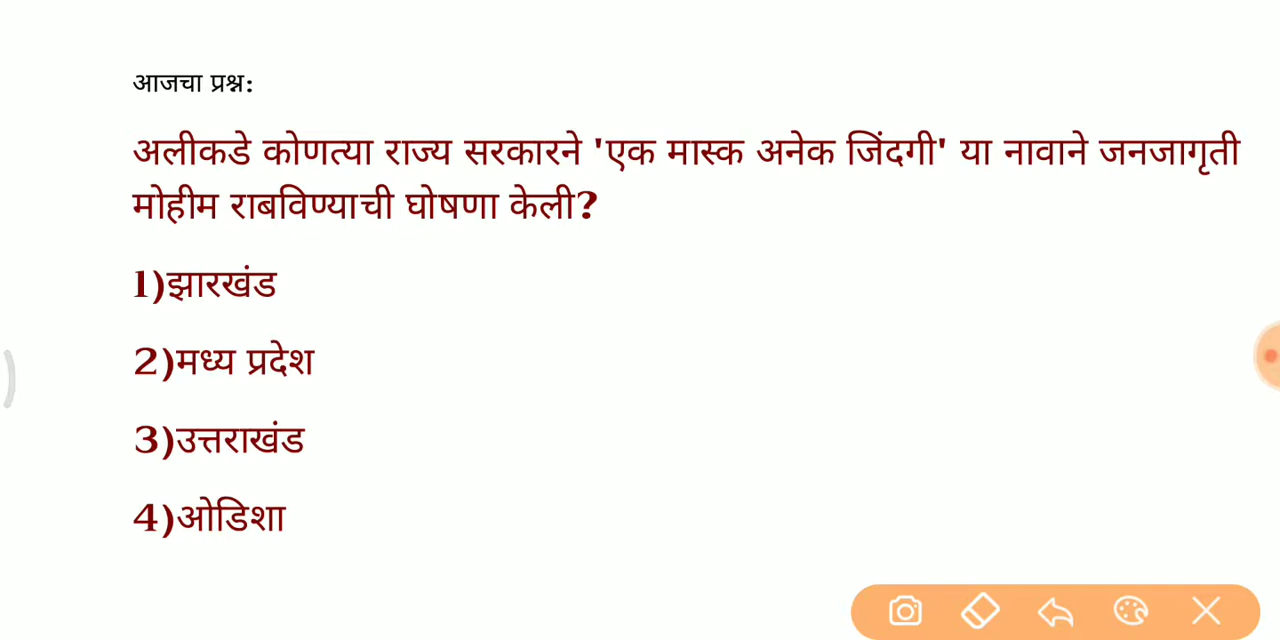 आजचा प्रश्न:
अलीकडे कोणत्या राज्य सरकारने 'एक मास्क अनेक जिंदगी' या नावाने जनजागृती
मोहीम राबविण्याची घोषणा केली?
1)झारखंड
2)मध्य प्रदेश
3)उत्तराखंड
4)ओडिशा